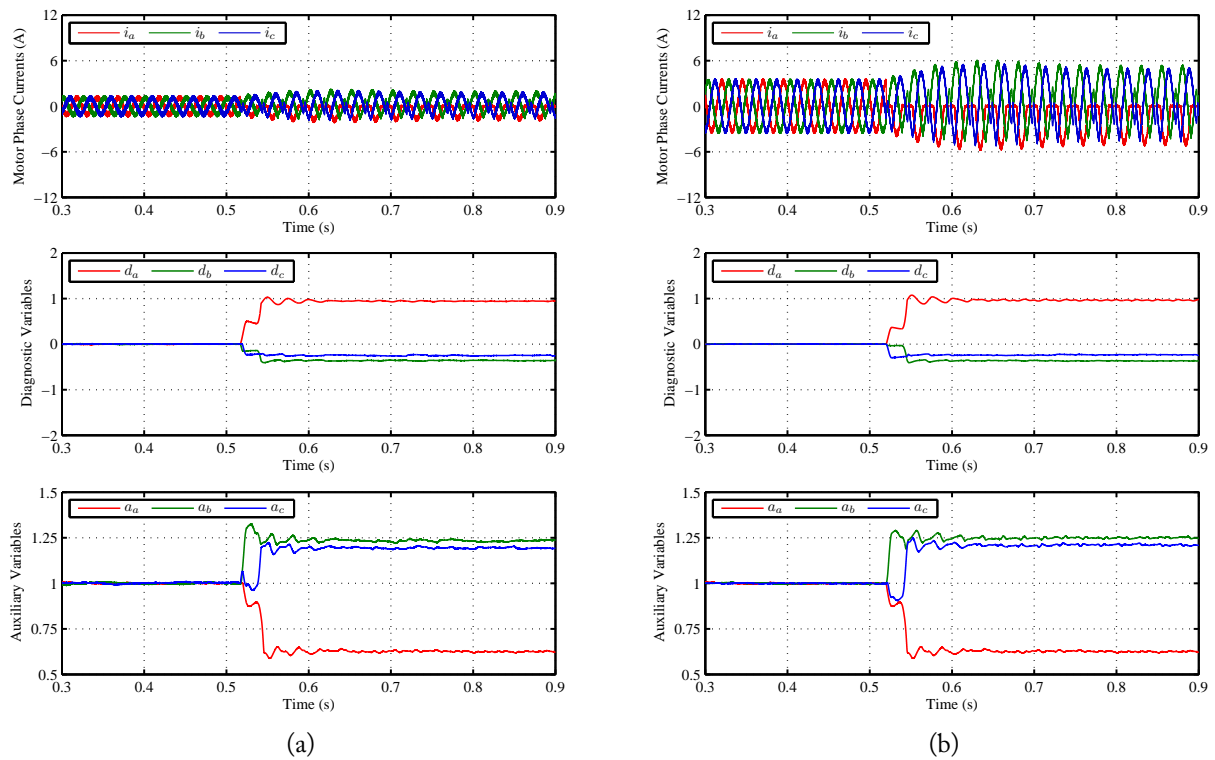 Motor Phase Currents (A)
12
6
0
−6
−12
i_a i_b i_c
0.3 0.4 0.5 0.6 0.7 0.8 0.9
Time (s)
Diagnostic Variables
2
1
0
−1
−2
d_a d_b d_c
0.3 0.4 0.5 0.6 0.7 0.8 0.9
Time (s)
Auxiliary Variables
1.5
1.25
1
0.75
0.5
a_a a_b a_c
0.3 0.4 0.5 0.6 0.7 0.8 0.9
Time (s)
(a)
Motor Phase Currents (A)
12
6
0
−6
−12
i_a i_b i_c
0.3 0.4 0.5 0.6 0.7 0.8 0.9
Time (s)
Diagnostic Variables
2
1
0
−1
−2
d_a d_b d_c
0.3 0.4 0.5 0.6 0.7 0.8 0.9
Time (s)
Auxiliary Variables
1.5
1.25
1
0.75
0.5
a_a a_b a_c
0.3 0.4 0.5 0.6 0.7 0.8 0.9
Time (s)
(b)